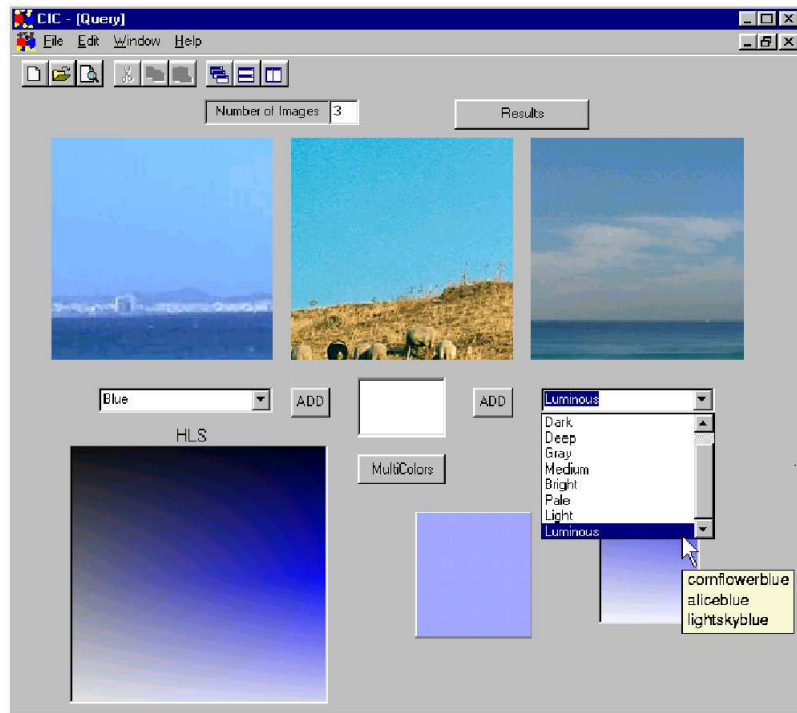 CIC - [Query]
File Edit Window Help
Number of Images 3 Results
Blue ADD ADD Luminous
HLS
MultiColors
Dark
Deep
Gray
Medium
Bright
Pale
Light
Luminous
cornflowerblue
aliceblue
lightskyblue